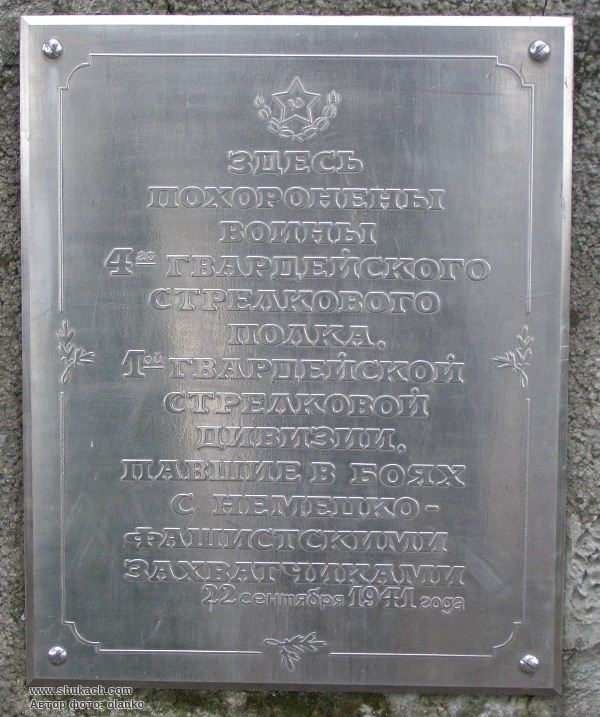 ЗДЕСЬ
ПОХОРОНЕНЫ
ВОИНЫ
4го ГВАРДЕЙСКОГО
СТРЕЛКОВОГО
ПОЛКА,
1ой ГВАРДЕЙСКОЙ
СТРЕЛКОВОЙ
ДИВИЗИИ,
ПАВШИЕ В БОЯХ
С НЕМЕЦКО-
ФАШИСТСКИМИ
ЗАХВАТЧИКАМИ
22 сентября 1941 года
www.shukach.com
Автор фото: olanko